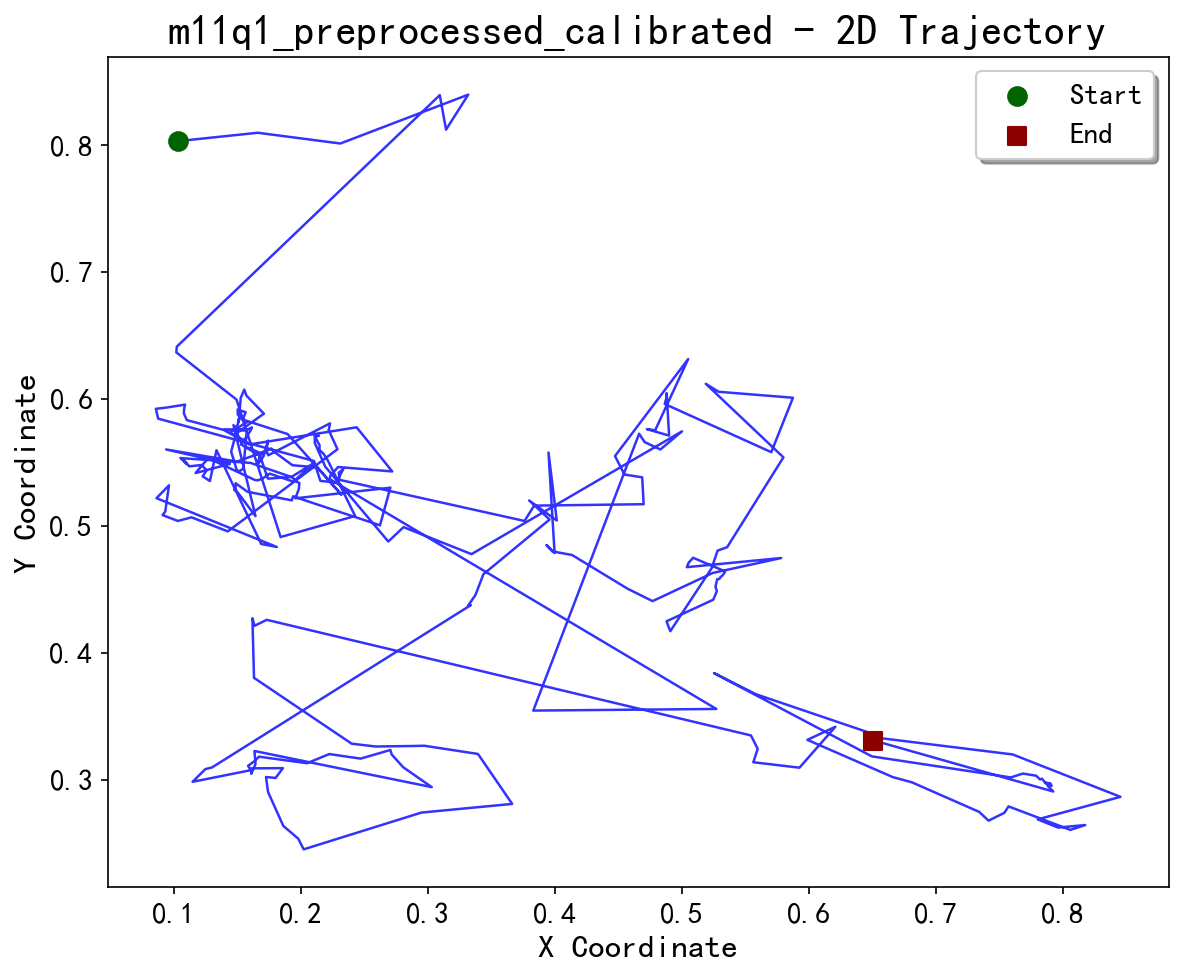 m11q1_preprocessed_calibrated - 2D Trajectory
Start
End
Y Coordinate
0.8
0.7
0.6
0.5
0.4
0.3
0.1 0.2 0.3 0.4 0.5 0.6 0.7 0.8
X Coordinate